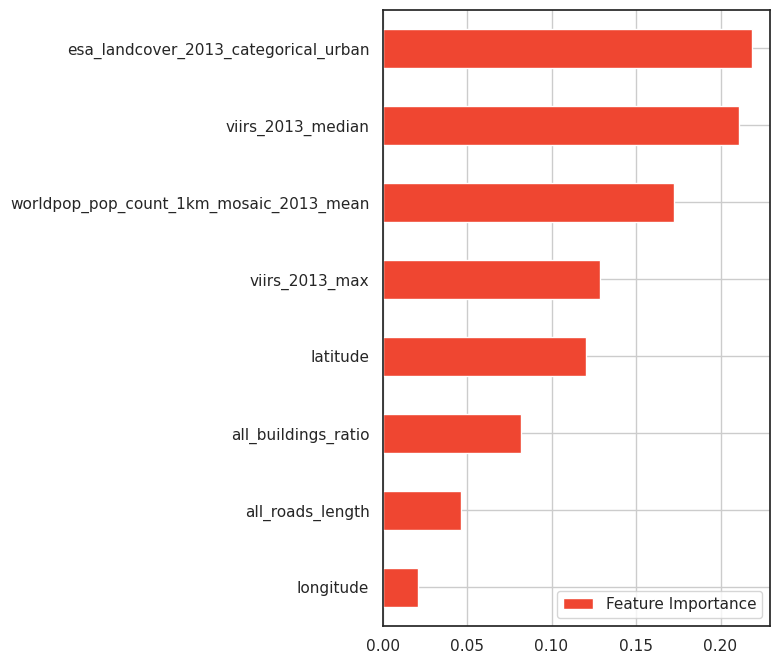 esa_landcover_2013_categorical_urban
viirs_2013_median
worldpop_pop_count_1km_mosaic_2013_mean
viirs_2013_max
latitude
all_buildings_ratio
all_roads_length
longitude
Feature Importance
0.00 0.05 0.10 0.15 0.20